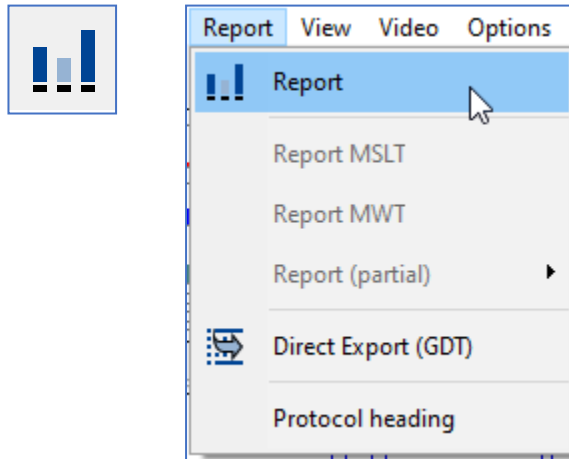 Report View Video Options
Report
Report MSLT
Report MWT
Report (partial)
Direct Export (GDT)
Protocol heading